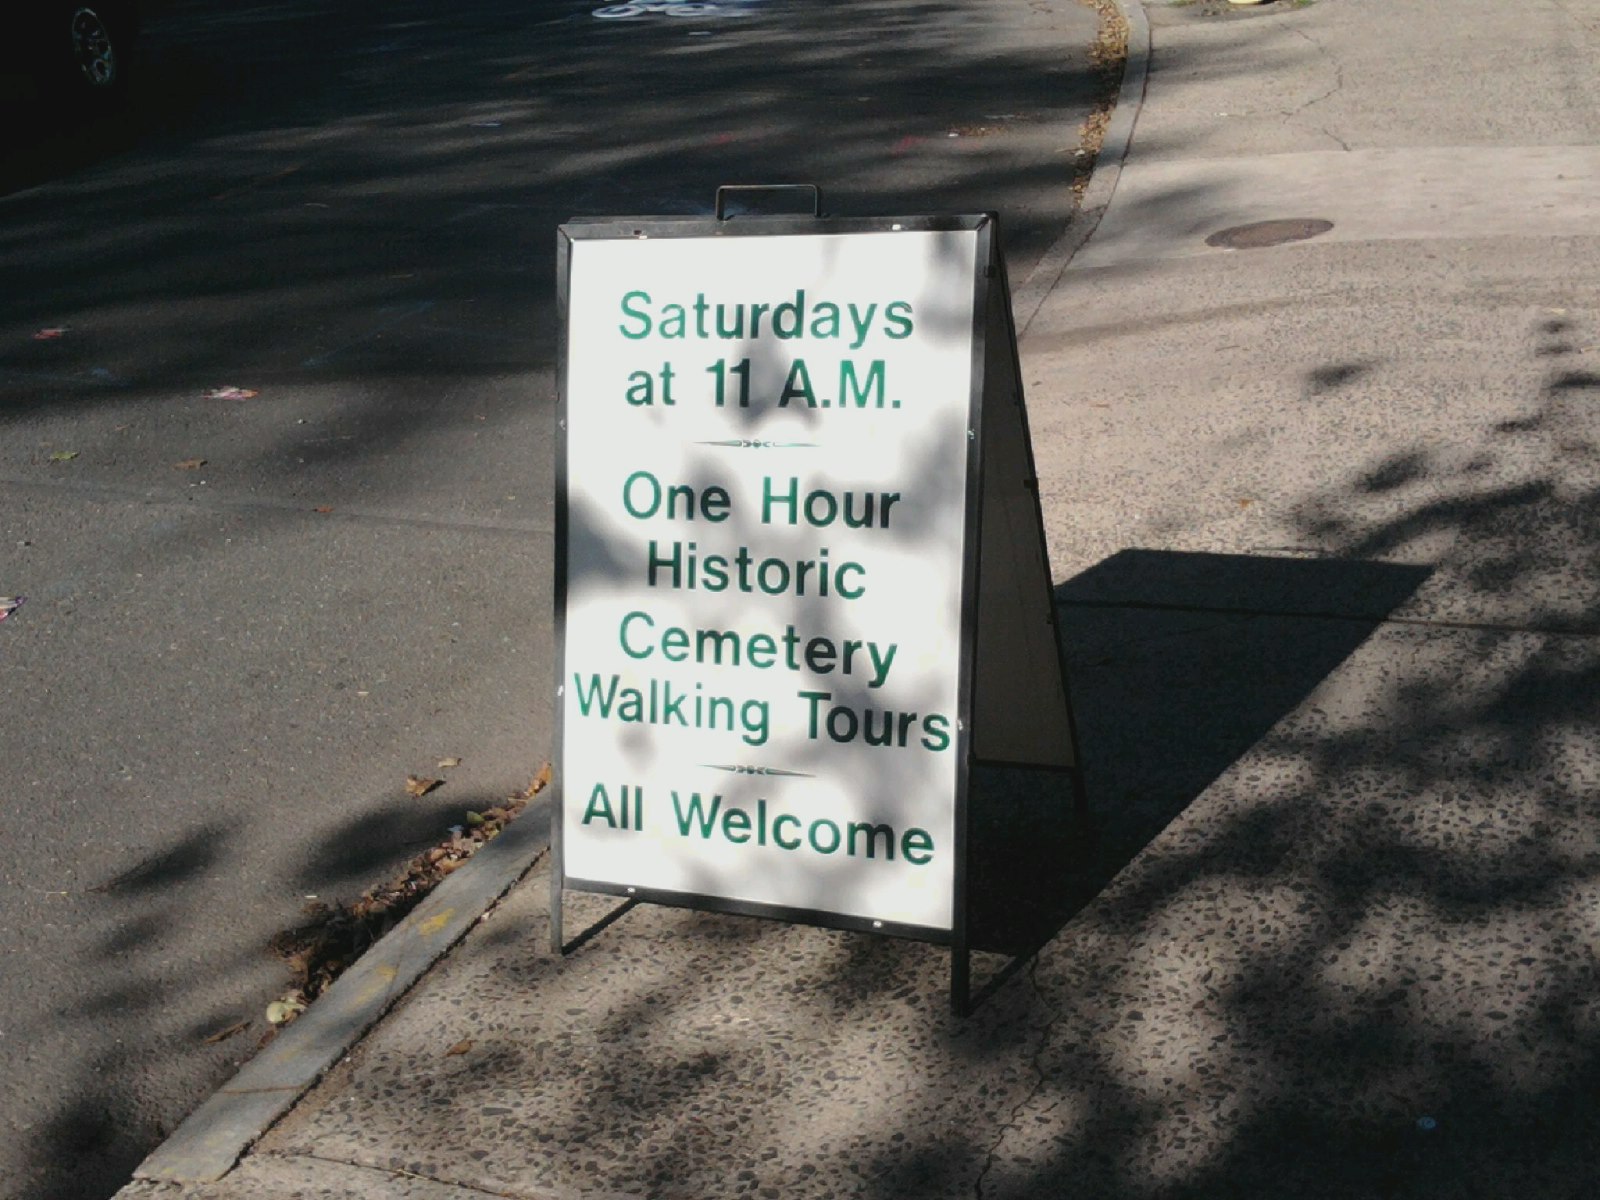 Saturdays
at 11 A.M.
One Hour
Historic
Cemetery
Walking Tours
All Welcome